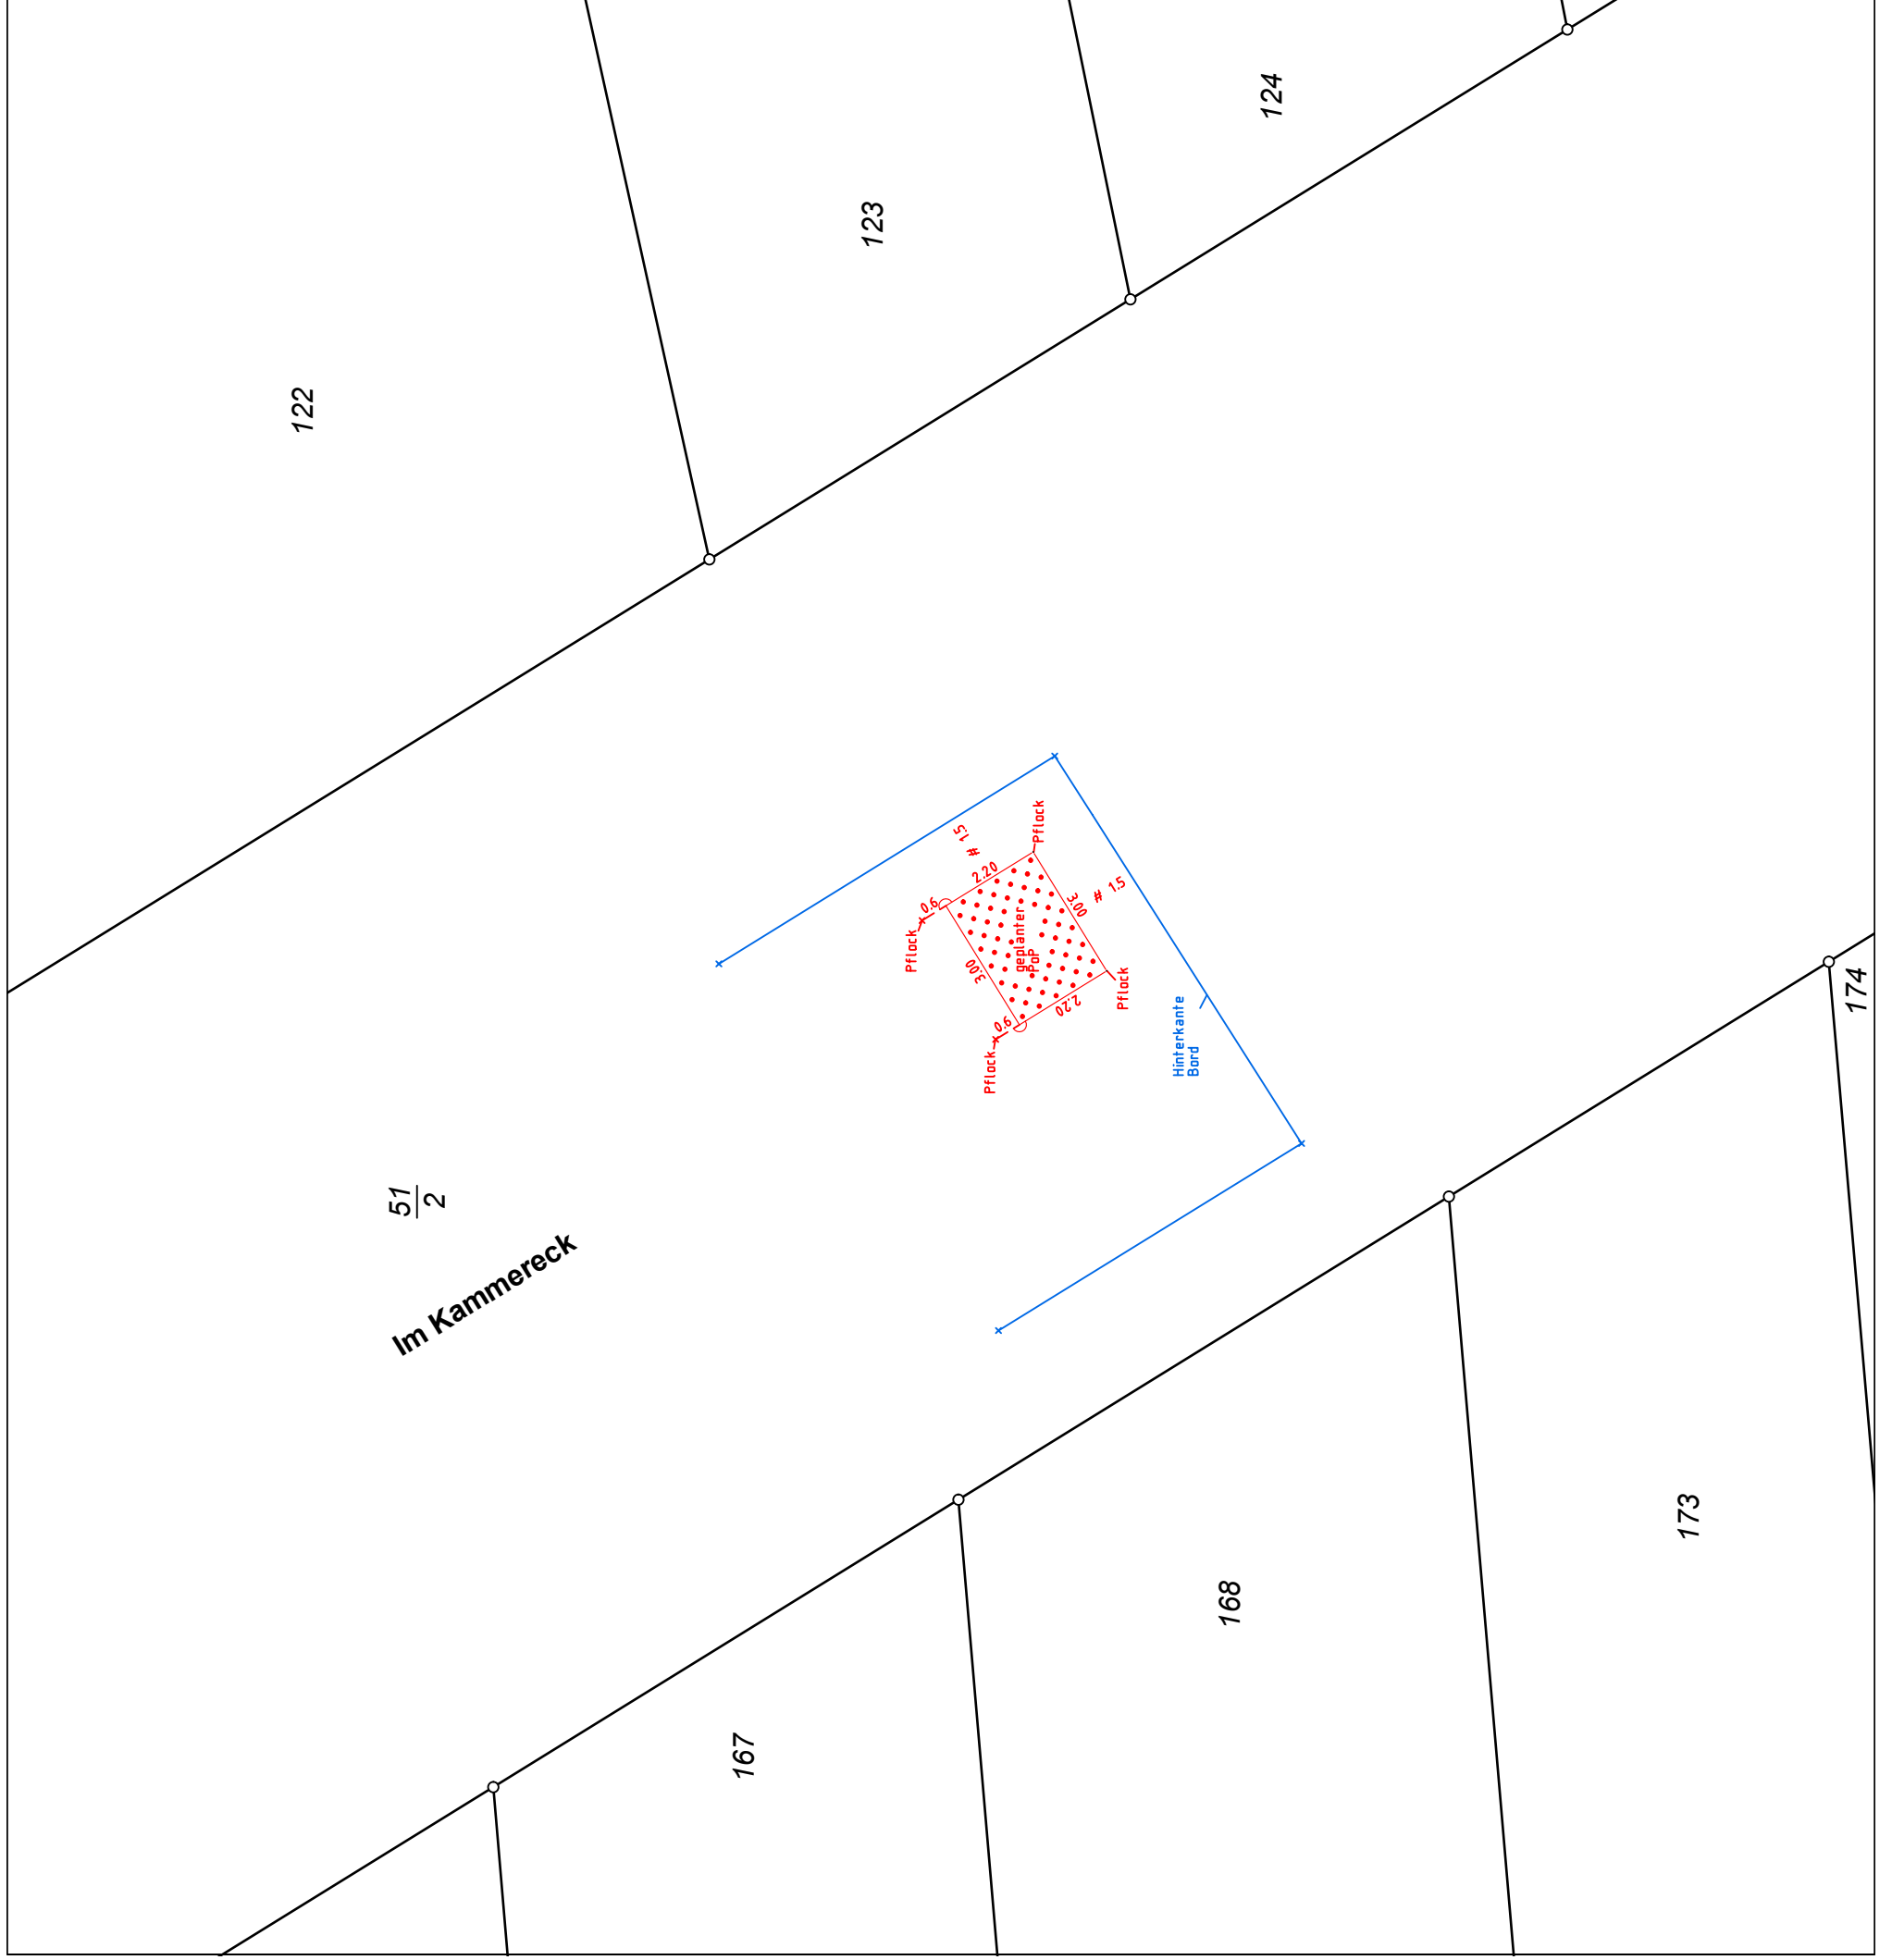 122
123
124
0.6
2.20
# 1.5
Pflock
Pflock
3.00
geplanter
PoP
3.00
# 1.5
0.6
2.20
Pflock
Pflock
Hinterkante
Bord
51
2
Im Kammereck
174
173
168
167